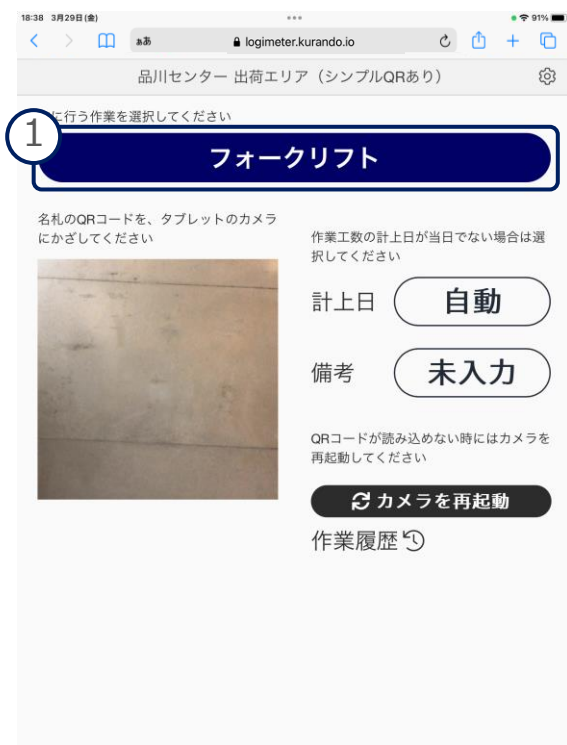 18:38 3月29日(金)
91%
ああ
logimeter.kurando.io
品川センター 出荷エリア（シンプルQRあり）
に行う作業を選択してください
1
フォークリフト
名札のQRコードを、タブレットのカメラ
にかざしてください
作業工数の計上日が当日でない場合は選
択してください
計上日
自動
備考
未入力
QRコードが読み込めない時にはカメラを
再起動してください
カメラを再起動
作業履歴